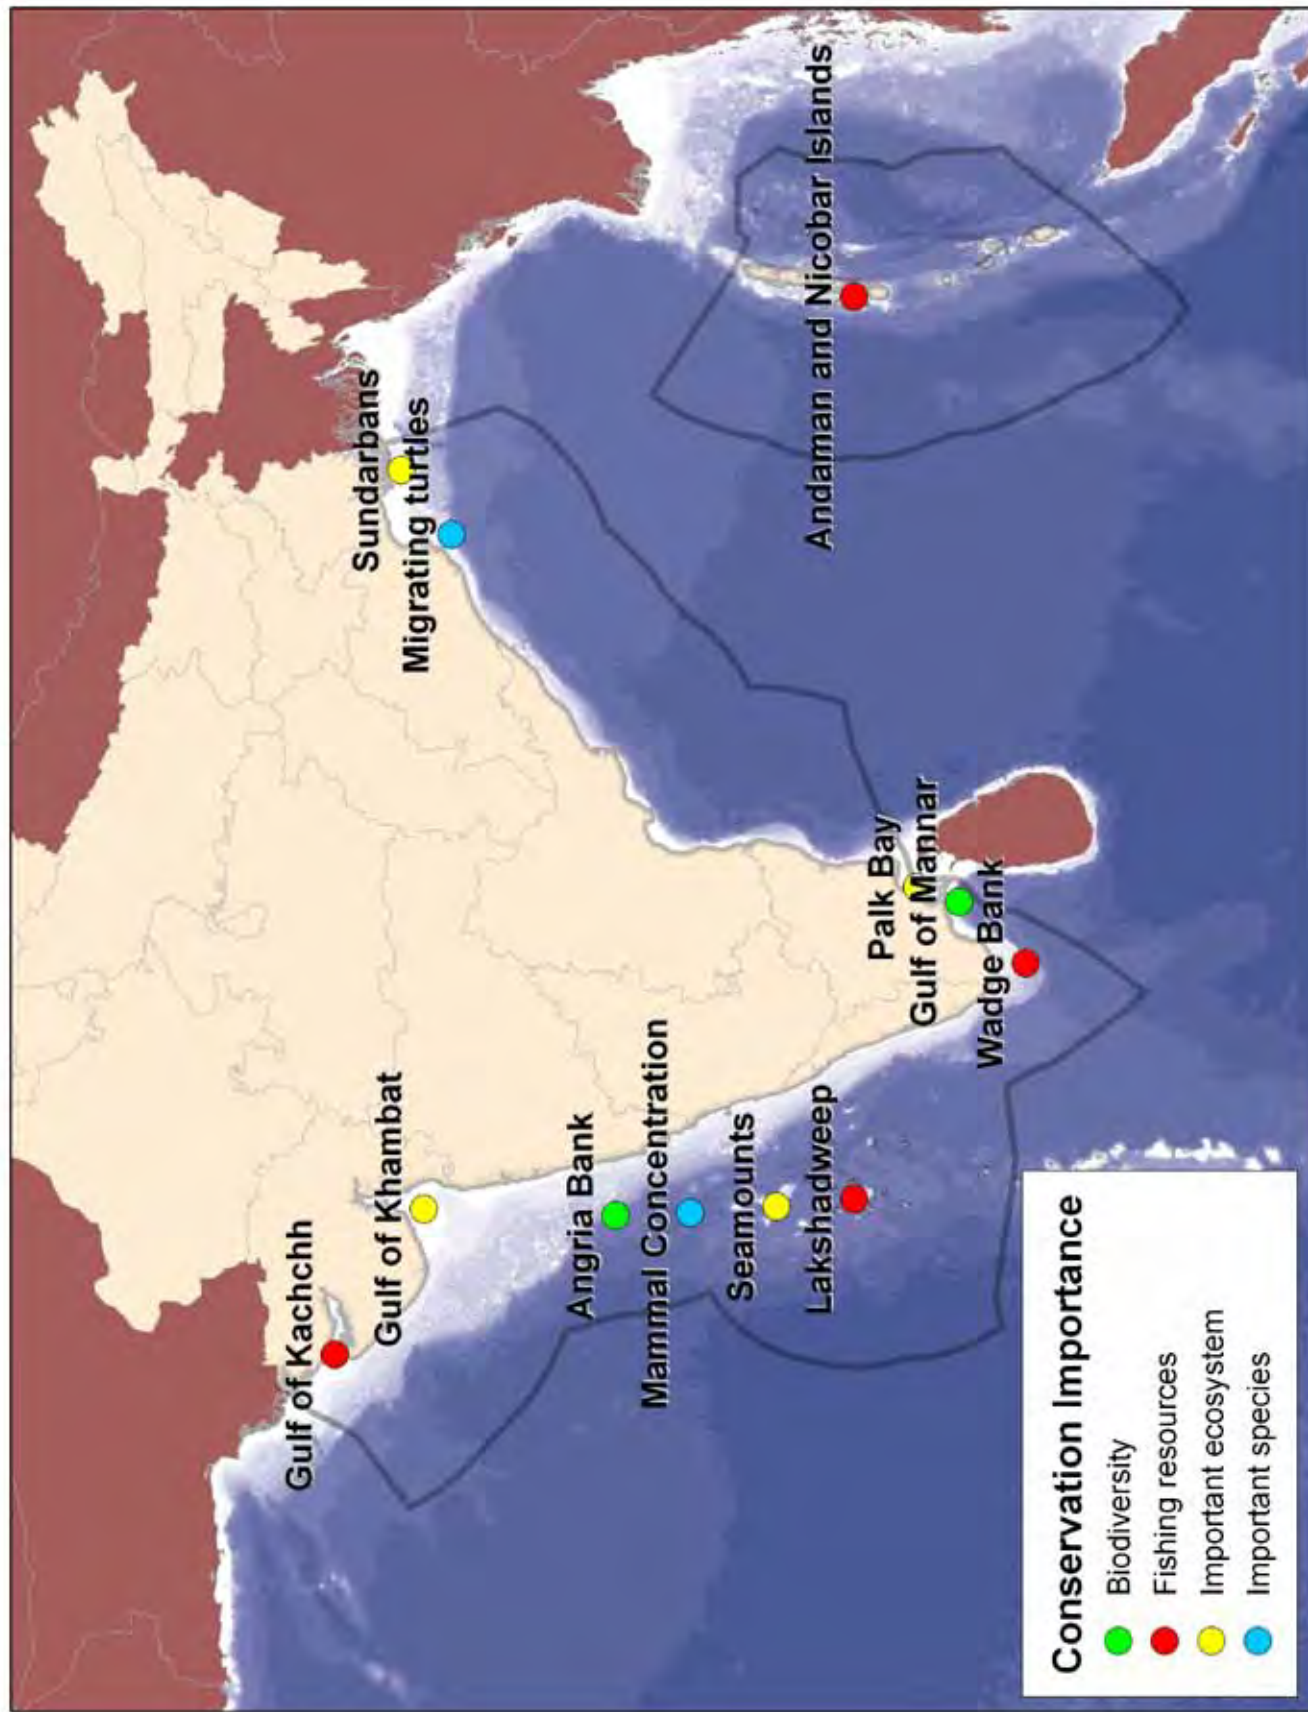 Gulf of Kachchh
Gulf of Khambat
Sundarbans
Migrating turtles
Angria Bank
Mammal Concentration
Seamounts
Lakshadweep
Andaman and Nicobar Islands
Palk Bay
Gulf of Mannar
Wadge Bank
Conservation Importance
Biodiversity
Fishing resources
Important ecosystem
Important species